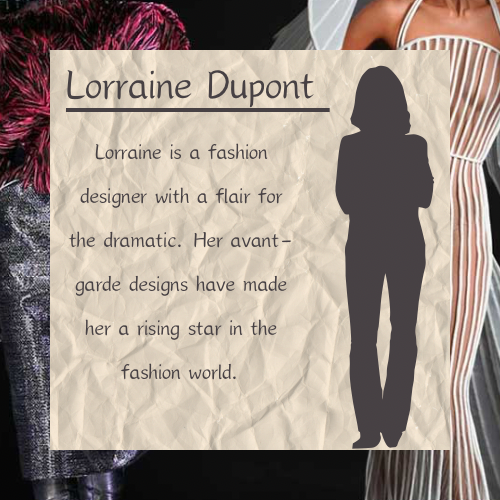 Lorraine Dupont
Lorraine is a fashion
designer with a flair for
the dramatic. Her avant-
garde designs have made
her a rising star in the
fashion world.